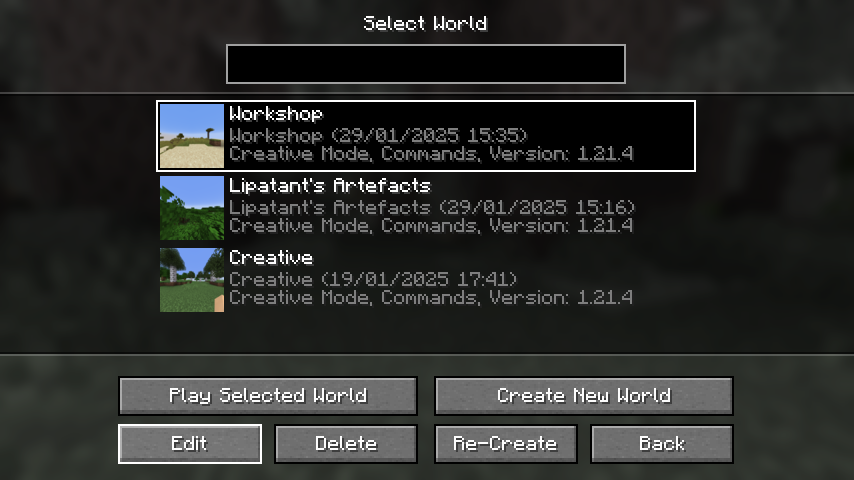 Select World
Workshop
Workshop (29/01/2025 15:35)
Creative Mode, Commands, Version: 1.21.4
Lipatant's Artefacts
Lipatant's Artefacts (29/01/2025 15:16)
Creative Mode, Commands, Version: 1.21.4
Creative
Creative (19/01/2025 17:41)
Creative Mode, Commands, Version: 1.21.4
Play Selected World
Create New World
Edit
Delete
Re-Create
Back